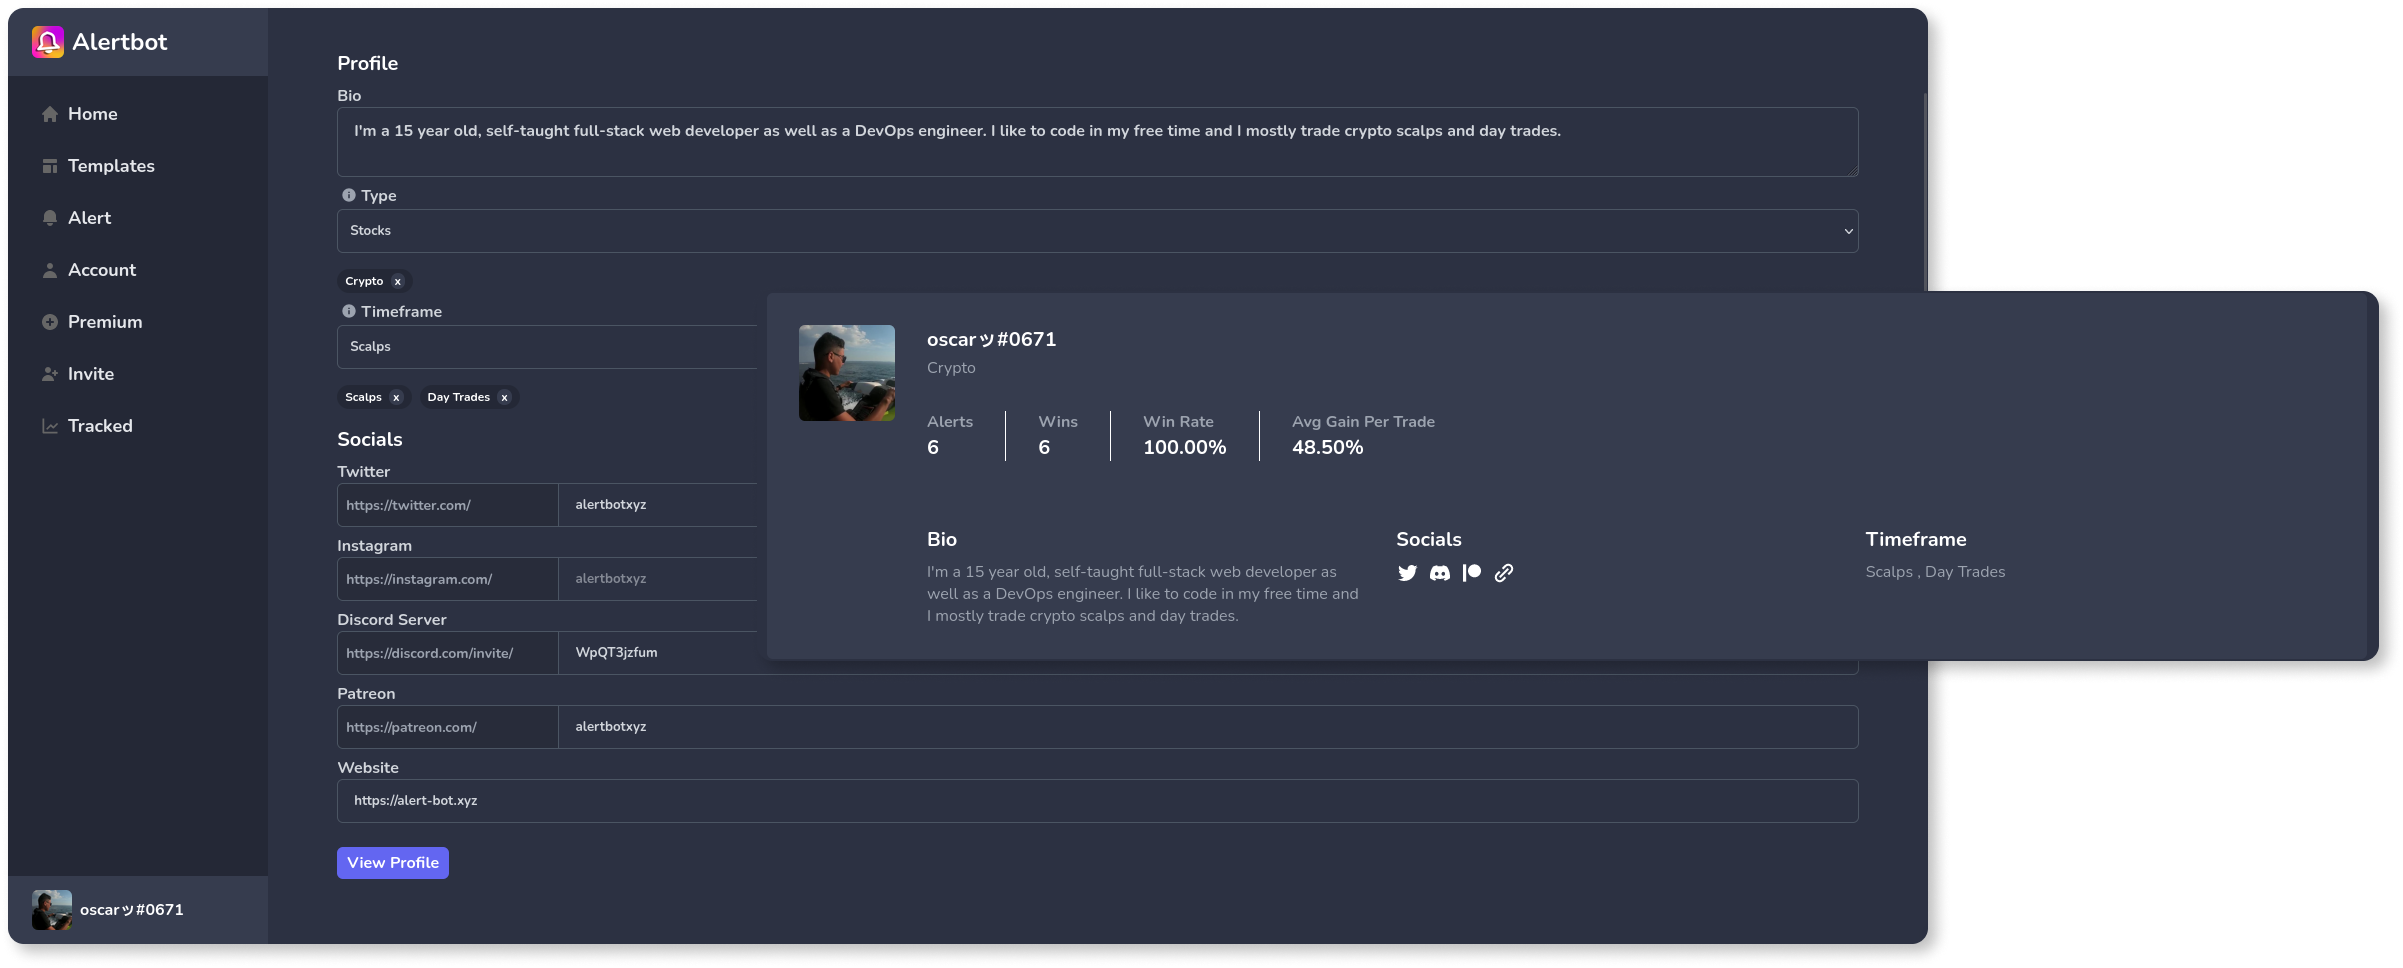 Alertbot
Home
Templates
Alert
Account
Premium
Invite
Tracked
oscarッ#0671
Profile
Bio
I'm a 15 year old, self-taught full-stack web developer as well as a DevOps engineer. I like to code in my free time and I mostly trade crypto scalps and day trades.
Type
Stocks
Crypto x
Timeframe
Scalps
Scalps x Day Trades x
Socials
Twitter
https://twitter.com/ alertbotxyz
Instagram
https://instagram.com/ alertbotxyz
Discord Server
https://discord.com/invite/ WpQT3jzfum
Patreon
https://patreon.com/ alertbotxyz
Website
https://alert-bot.xyz
View Profile
oscarッ#0671
Crypto
Alerts Wins Win Rate Avg Gain Per Trade
6 6 100.00% 48.50%
Bio
I'm a 15 year old, self-taught full-stack web developer as
well as a DevOps engineer. I like to code in my free time and
I mostly trade crypto scalps and day trades.
Socials
Timeframe
Scalps , Day Trades